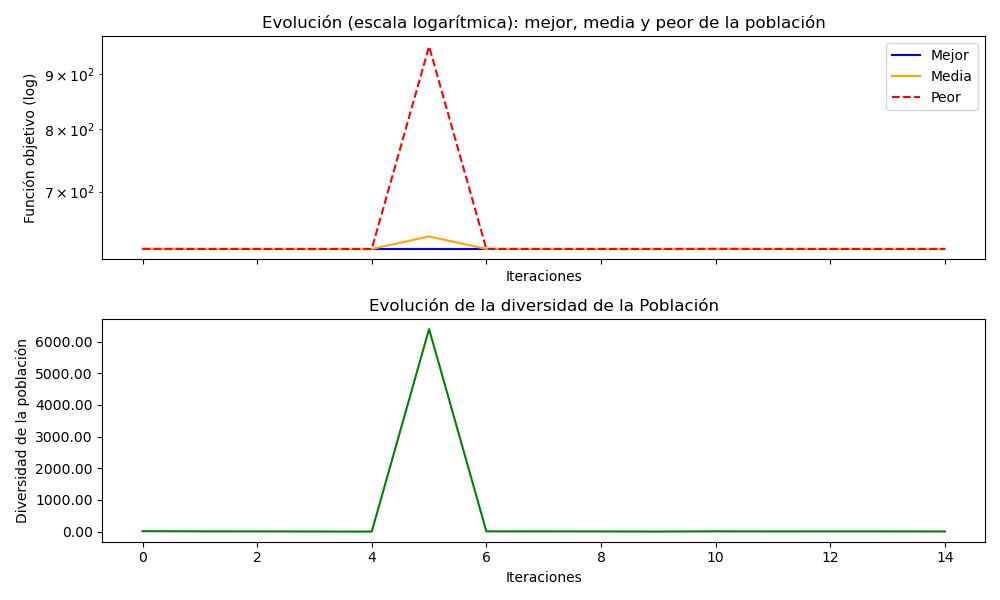 Evolución (escala logarítmica): mejor, media y peor de la población
Función objetivo (log)
9 × 10²
8 × 10²
7 × 10²
Mejor
Media
Peor
Iteraciones
Evolución de la diversidad de la Población
Diversidad de la población
6000.00
5000.00
4000.00
3000.00
2000.00
1000.00
0.00
0 2 4 6 8 10 12 14
Iteraciones